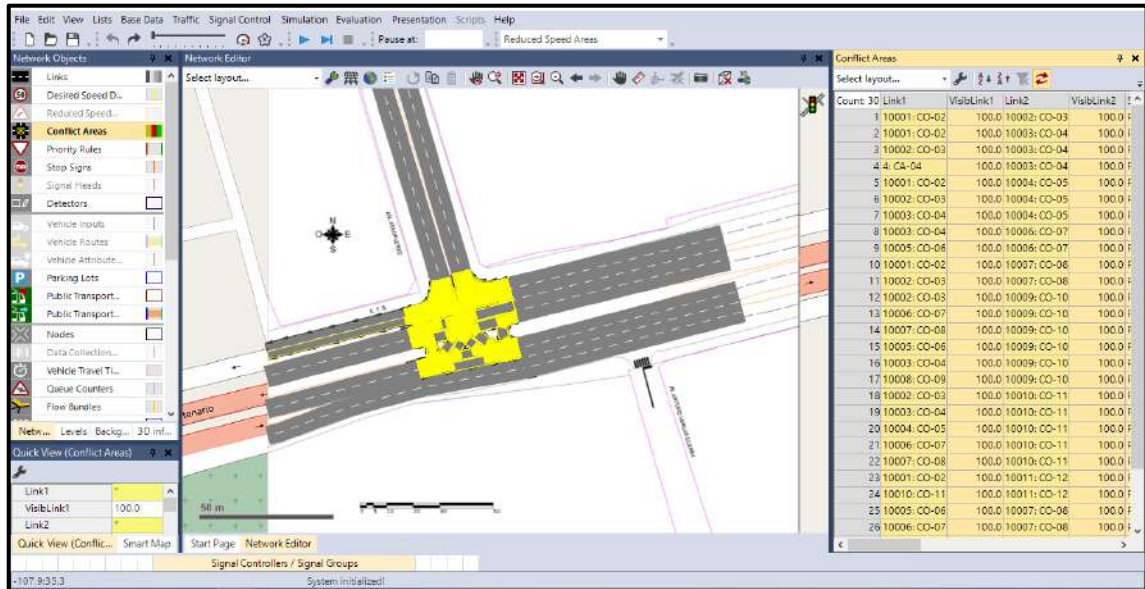 File Edit View Lists Base Data Traffic Signal Control Simulation Evaluation Presentation Scripts Help
Pause at: Reduced Speed Areas
Network Objects
Links
Desired Speed D...
Reduced Speed...
Conflict Areas
Priority Rules
Stop Signs
Signal Heads
Detectors
Vehicle Inputs
Vehicle Routes
Vehicle Attribute...
Parking Lots
Public Transport...
Public Transport...
Nodes
Data Collection...
Vehicle Travel Ti...
Queue Counters
Flow Bundles
Netw... Levels Backg... 3D inf...
Quick View (Conflict Areas)
Link1 *
VisibLink1 100.0
Link2 *
Quick View (Conflic... Smart Map
Network Editor
Select layout...
N
O E
S
tenario
50 m
Start Page Network Editor
Conflict Areas
Select layout...
Count: 30 Link1 VisibLink1 Link2 VisibLink2
1 10001: CO-02 100.0 10002: CO-03 100.0
2 10001: CO-02 100.0 10003: CO-04 100.0
3 10002: CO-03 100.0 10003: CO-04 100.0
4 4: CA-04 100.0 10003: CO-04 100.0
5 10001: CO-02 100.0 10004: CO-05 100.0
6 10002: CO-03 100.0 10004: CO-05 100.0
7 10003: CO-04 100.0 10004: CO-05 100.0
8 10003: CO-04 100.0 10006: CO-07 100.0
9 10005: CO-06 100.0 10006: CO-07 100.0
10 10001: CO-02 100.0 10007: CO-08 100.0
11 10002: CO-03 100.0 10007: CO-08 100.0
12 10002: CO-03 100.0 10009: CO-10 100.0
13 10006: CO-07 100.0 10009: CO-10 100.0
14 10007: CO-08 100.0 10009: CO-10 100.0
15 10005: CO-06 100.0 10009: CO-10 100.0
16 10003: CO-04 100.0 10009: CO-10 100.0
17 10008: CO-09 100.0 10009: CO-10 100.0
18 10002: CO-03 100.0 10010: CO-11 100.0
19 10003: CO-04 100.0 10010: CO-11 100.0
20 10004: CO-05 100.0 10010: CO-11 100.0
21 10006: CO-07 100.0 10010: CO-11 100.0
22 10007: CO-08 100.0 10010: CO-11 100.0
23 10001: CO-02 100.0 10011: CO-12 100.0
24 10010: CO-11 100.0 10011: CO-12 100.0
25 10005: CO-06 100.0 10007: CO-08 100.0
26 10006: CO-07 100.0 10007: CO-08 100.0
Signal Controllers / Signal Groups
-107.9:35.3 System initialized!